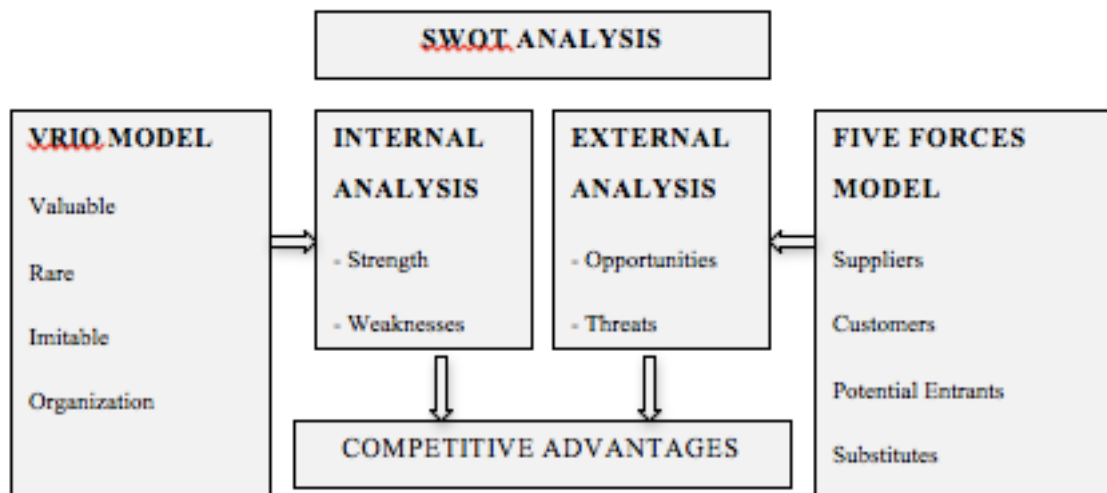 SWOT ANALYSIS
VRIO MODEL
Valuable
Rare
Imitable
Organization
INTERNAL
ANALYSIS
- Strength
- Weaknesses
EXTERNAL
ANALYSIS
- Opportunities
- Threats
FIVE FORCES
MODEL
Suppliers
Customers
Potential Entrants
Substitutes
COMPETITIVE ADVANTAGES